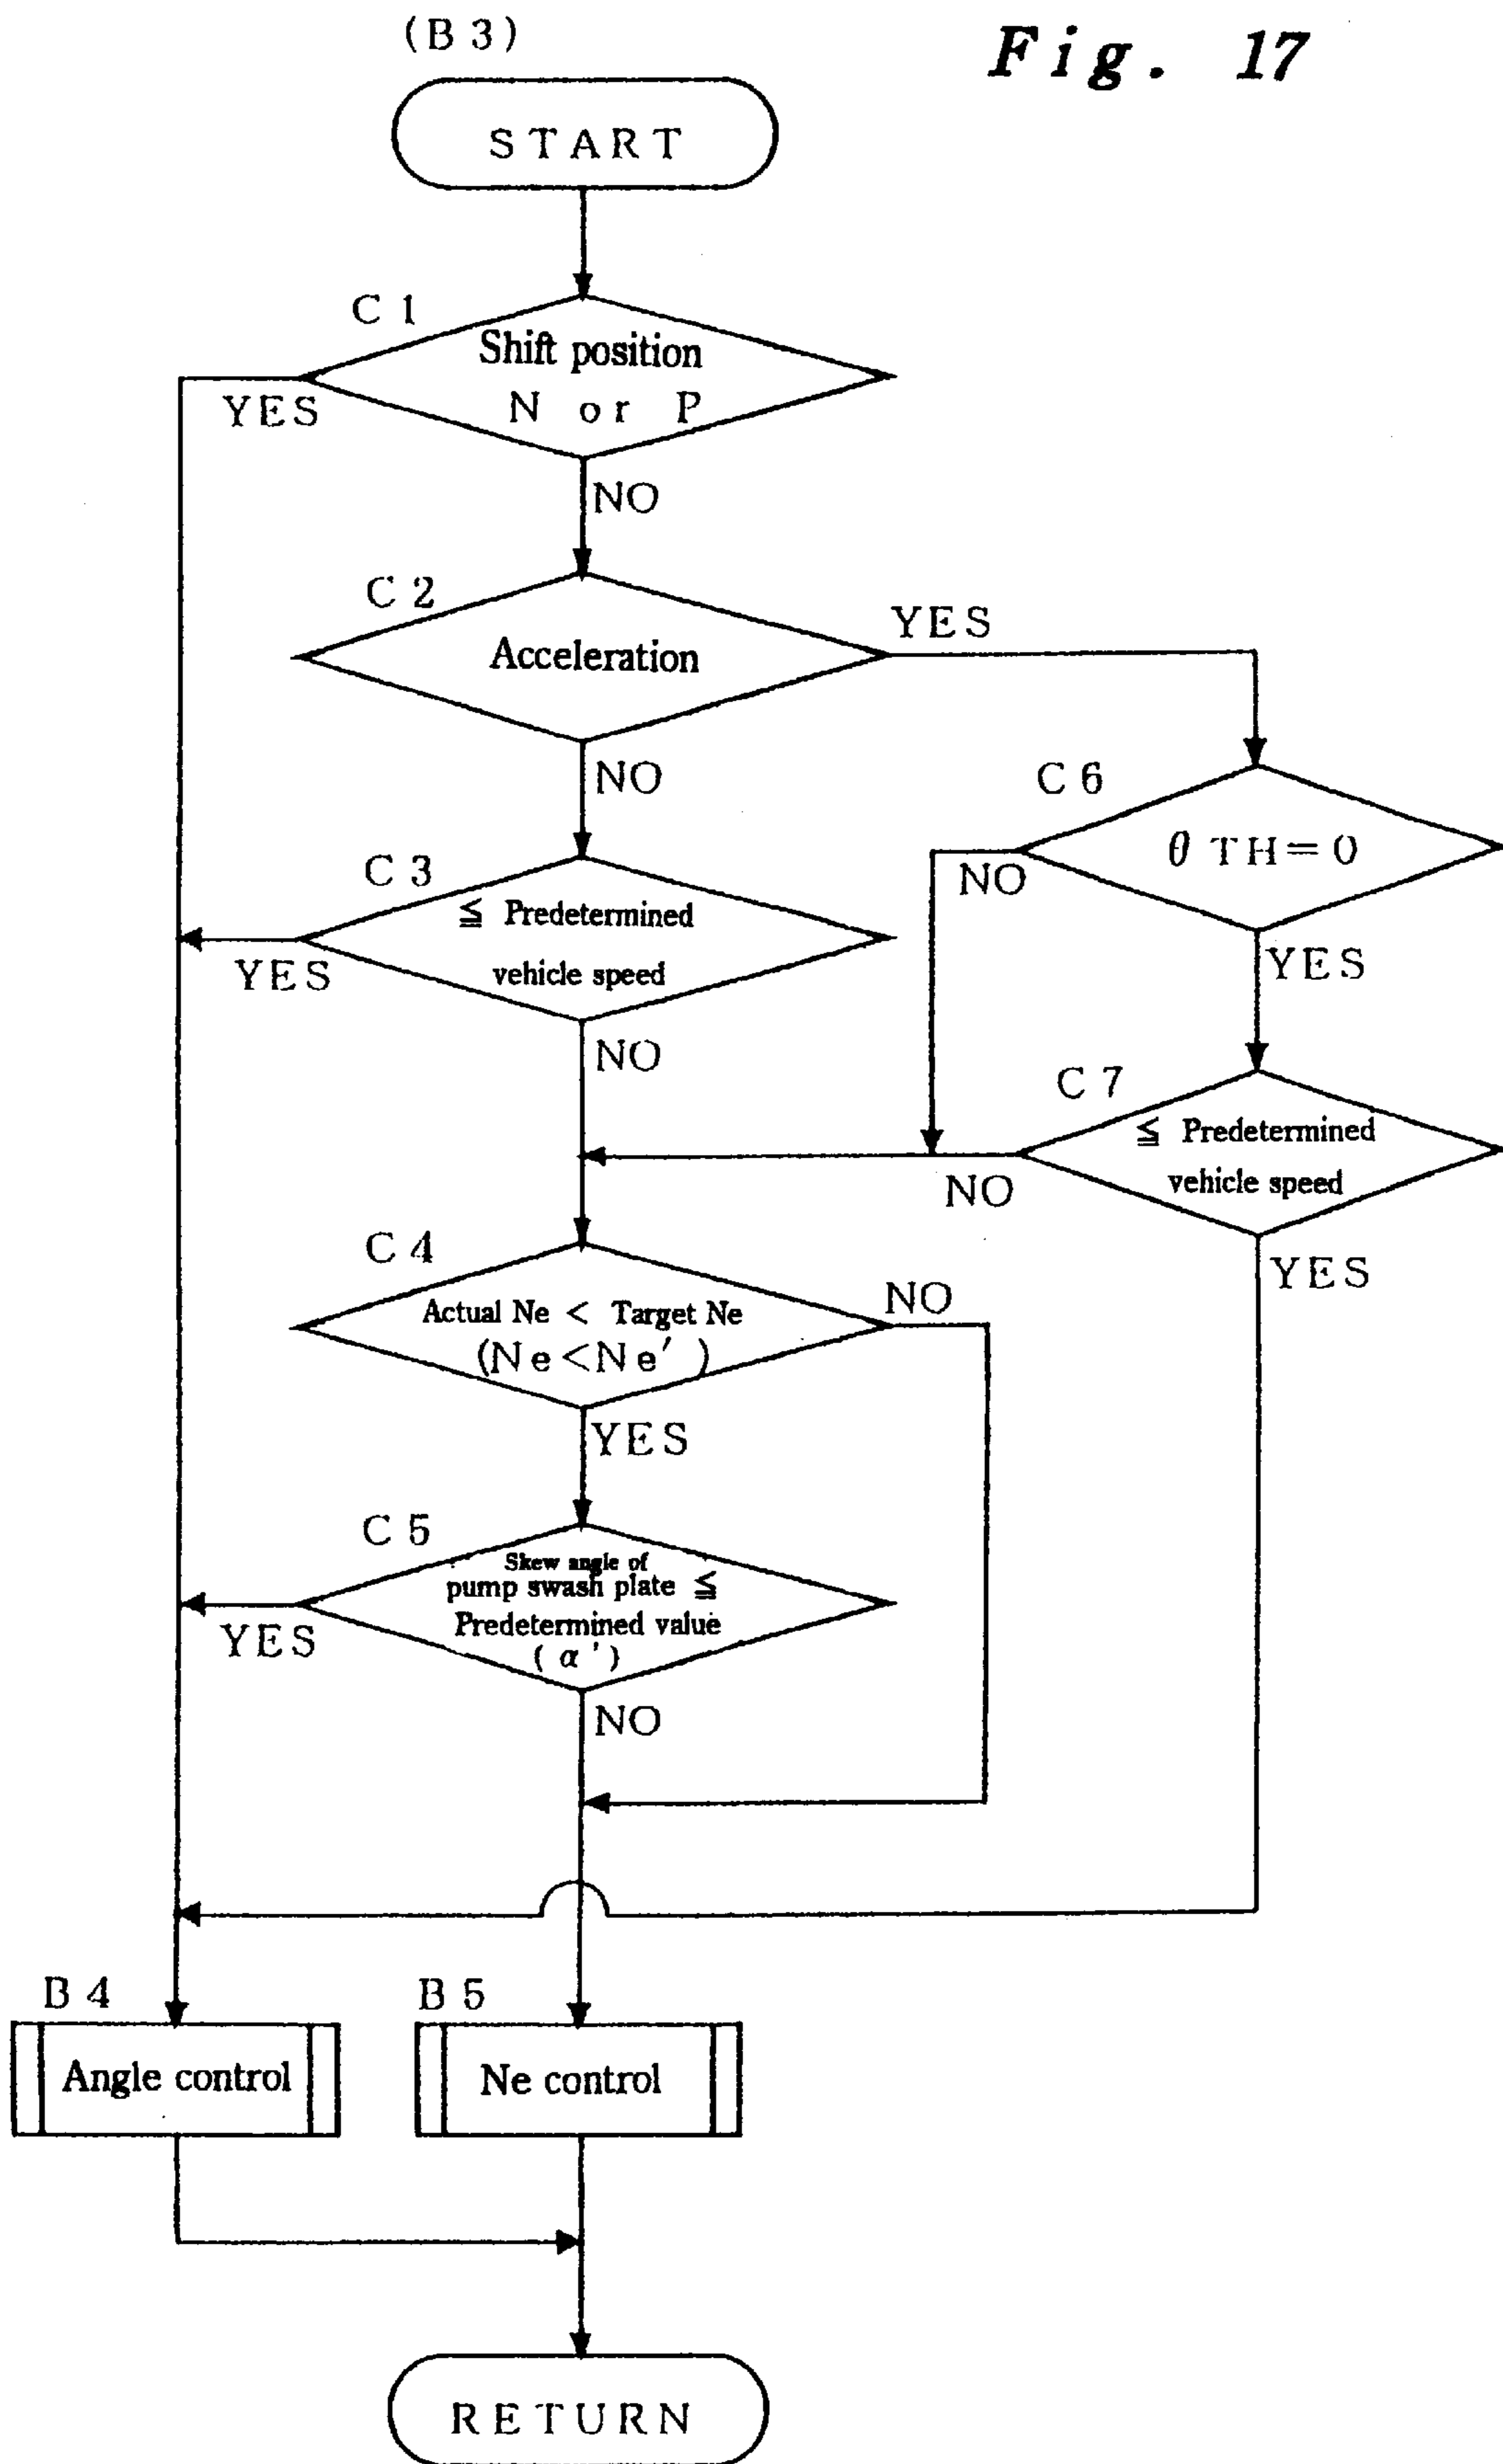 (B3)
Fig. 17
START
C1
Shift position
N or P
YES
NO
C2
Acceleration
YES
NO
C6
θ TH=0
NO
YES
C3
≦ Predetermined
vehicle speed
YES
NO
C7
≦ Predetermined
vehicle speed
NO
YES
C4
Actual Ne < Target Ne
(Ne<Ne′)
NO
YES
C5
Skew angle of
pump swash plate ≦
Predetermined value
(α')
YES
NO
B4
Angle control
B5
Ne control
RETURN